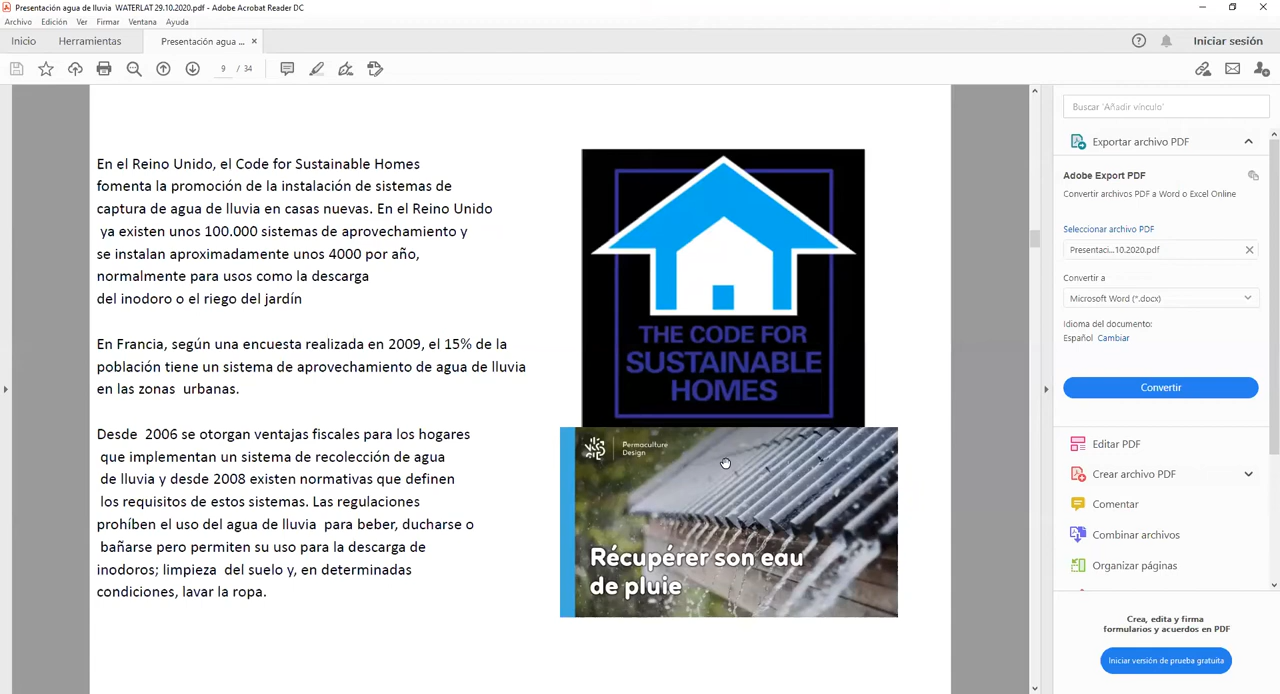 Presentación agua de lluvia WATERLAT 29.10.2020.pdf - Adobe Acrobat Reader DC
Archivo Edición Ver Firmar Ventana Ayuda
Inicio Herramientas Presentación agua ... Iniciar sesión
9 / 34
En el Reino Unido, el Code for Sustainable Homes
fomenta la promoción de la instalación de sistemas de
captura de agua de lluvia en casas nuevas. En el Reino Unido
ya existen unos 100.000 sistemas de aprovechamiento y
se instalan aproximadamente unos 4000 por año,
normalmente para usos como la descarga
del inodoro o el riego del jardín
En Francia, según una encuesta realizada en 2009, el 15% de la
población tiene un sistema de aprovechamiento de agua de lluvia
en las zonas urbanas.
Desde 2006 se otorgan ventajas fiscales para los hogares
que implementan un sistema de recolección de agua
de lluvia y desde 2008 existen normativas que definen
los requisitos de estos sistemas. Las regulaciones
prohíben el uso del agua de lluvia para beber, ducharse o
bañarse pero permiten su uso para la descarga de
inodoros; limpieza del suelo y, en determinadas
condiciones, lavar la ropa.
THE CODE FOR
SUSTAINABLE
HOMES
Permaculture
Design
Récupérer son eau
de pluie
Buscar 'Añadir vínculo'
Exportar archivo PDF
Adobe Export PDF
Convertir archivos PDF a Word o Excel Online
Seleccionar archivo PDF
Presentaci...10.2020.pdf
Convertir a
Microsoft Word (*.docx)
Idioma del documento:
Español Cambiar
Convertir
Editar PDF
Crear archivo PDF
Comentar
Combinar archivos
Organizar páginas
Crea, edita y firma
formularios y acuerdos en PDF
Iniciar versión de prueba gratuita